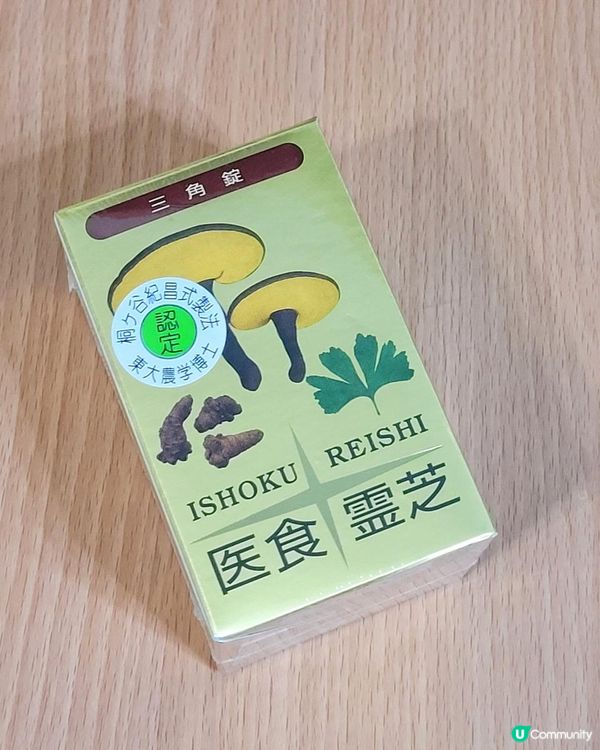 三角錠
桐ヶ谷紀昌式製法
認定
東大農学博士
ISHOKU REISHI
医食霊芝
U Community